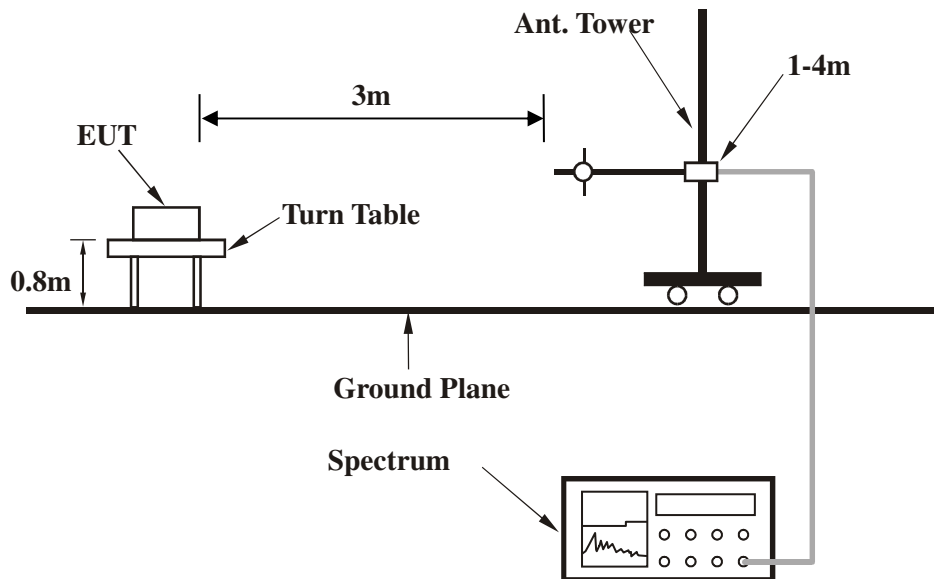 Ant. Tower
1-4m
3m
EUT
Turn Table
0.8m
Ground Plane
Spectrum